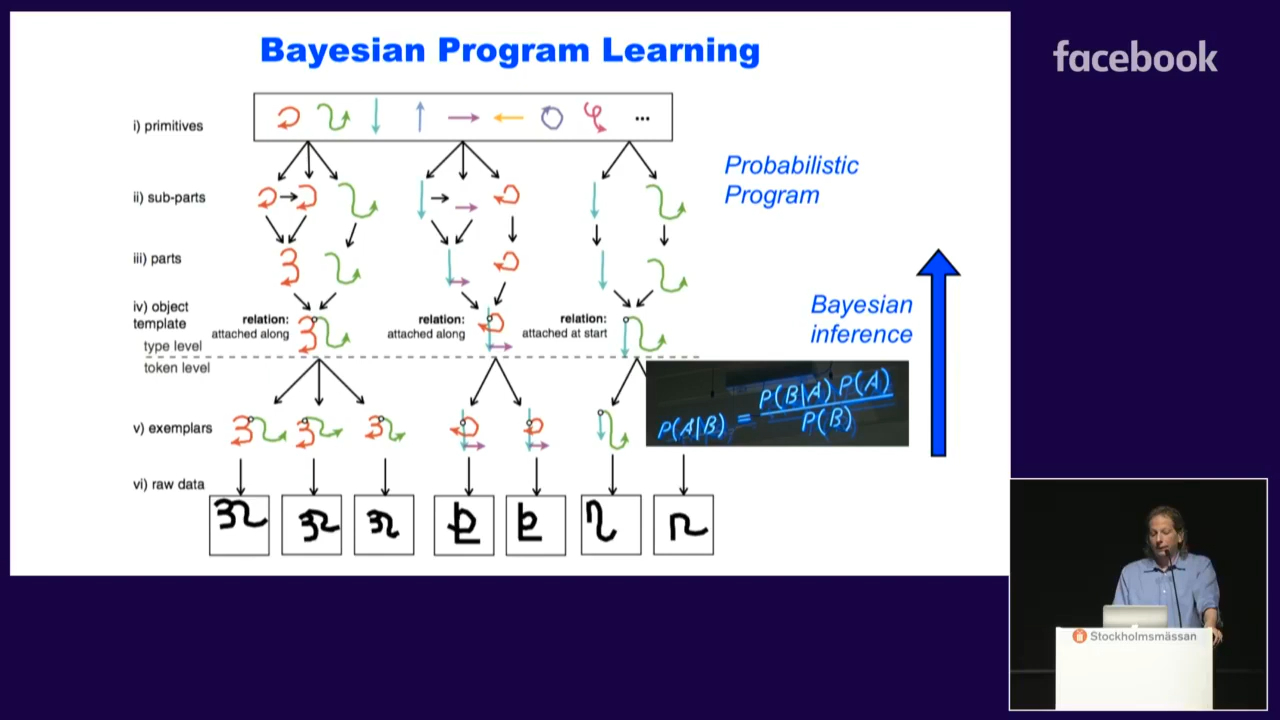 Bayesian Program Learning
facebook
i) primitives
...
Probabilistic
Program
ii) sub-parts
iii) parts
iv) object
template
relation:
attached along
relation:
attached along
relation:
attached at start
type level
token level
Bayesian
inference
P(A|B) = P(B|A) P(A)
P(B)
v) exemplars
vi) raw data
Stockholmsmässan